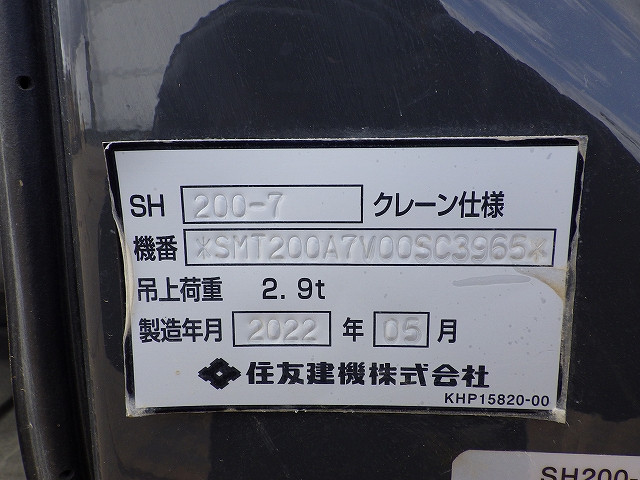 SH 200-7 クレーン仕様
機番 *SMT200A7V00SC3965*
吊上荷重 2.9t
製造年月 2022 年 05 月
住友建機株式会社
KHP15820-00
SH200-